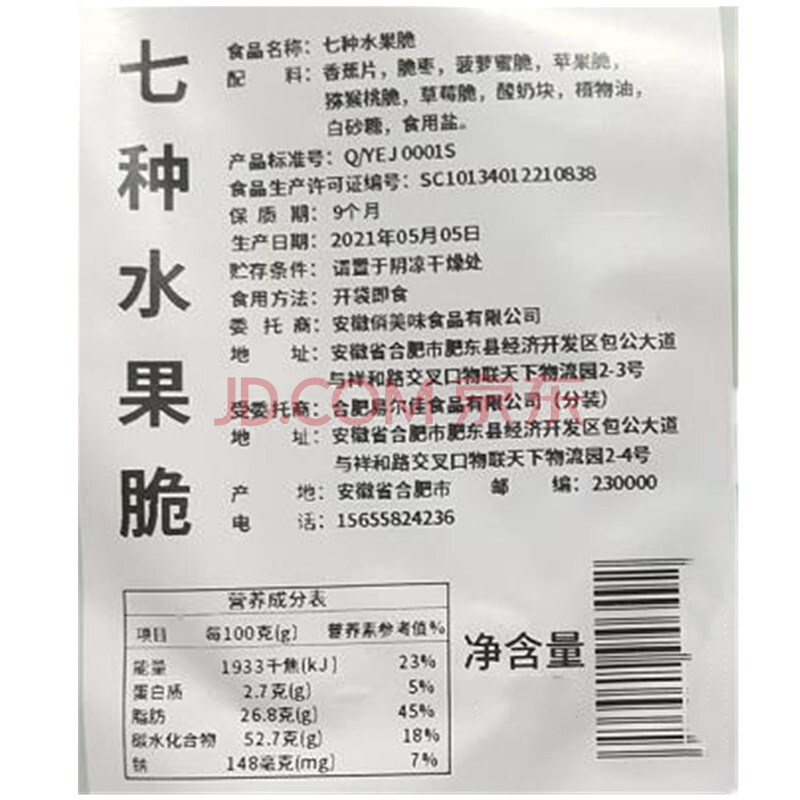 七种水果脆
食品名称：七种水果脆
配 料：香蕉片，脆枣，菠萝蜜脆，苹果脆，
猕猴桃脆，草莓脆，酸奶块，植物油，
白砂糖，食用盐。
产品标准号：Q/YEJ 0001S
食品生产许可证编号：SC10134012210838
保 质 期：9个月
生产日期：2021年05月05日
贮存条件：请置于阴凉干燥处
食用方法：开袋即食
委 托 商：安徽俏美味食品有限公司
地 址：安徽省合肥市肥东县经济开发区包公大道
与祥和路交叉口物联天下物流园2-3号
JD.COM 京东
受委托商：合肥易尔佳食品有限公司（分装）
地 址：安徽省合肥市肥东县经济开发区包公大道
与祥和路交叉口物联天下物流园2-4号
产 地：安徽省合肥市 邮 编：230000
电 话：15655824236
营养成分表
项目 每100克(g) 营养素参考值%
能量 1933千焦(kJ) 23%
蛋白质 2.7克(g) 5%
脂肪 26.8克(g) 45%
碳水化合物 52.7克(g) 18%
钠 148毫克(mg) 7%
净含量